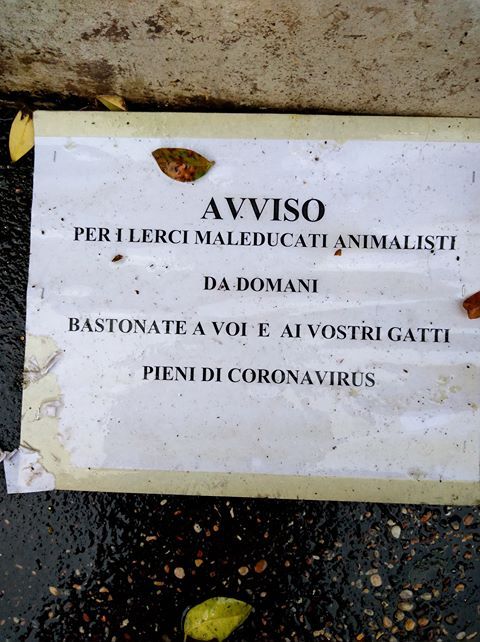 AVVISO
PER I LERCI MALEDUCATI ANIMALISTI
DA DOMANI
BASTONATE A VOI E AI VOSTRI GATTI
PIENI DI CORONAVIRUS